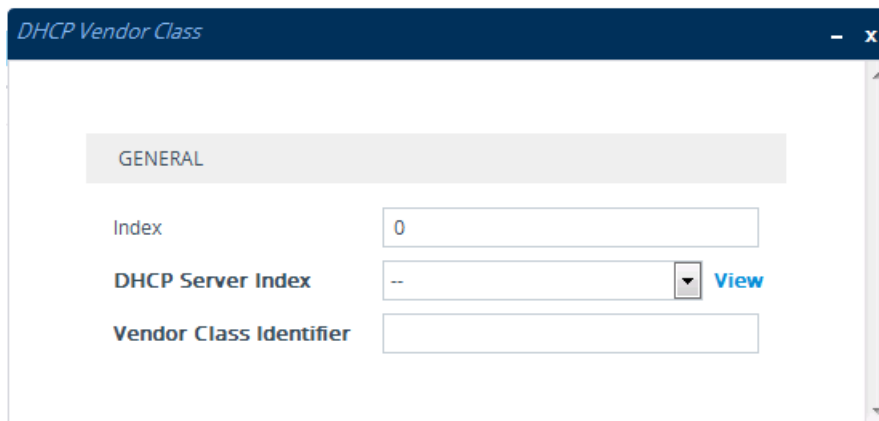 DHCP Vendor Class – x
GENERAL
Index 0
DHCP Server Index -- View
Vendor Class Identifier